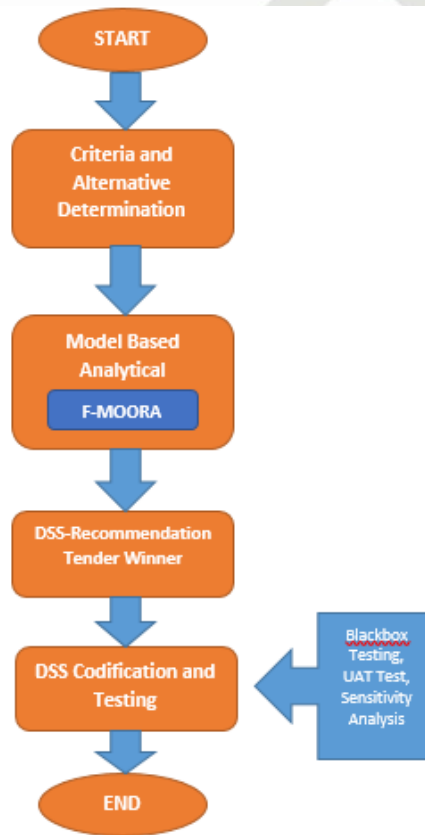 START
Criteria and
Alternative
Determination
Model Based
Analytical
F-MOORA
DSS-Recommendation
Tender Winner
DSS Codification and
Testing
Blackbox
Testing,
UAT Test,
Sensitivity
Analysis
END